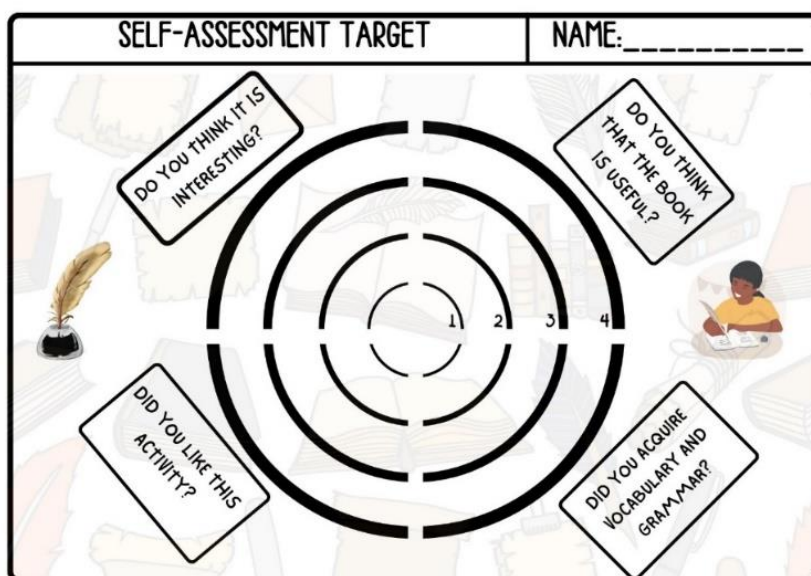 SELF-ASSESSMENT TARGET
NAME:__________
DO YOU THINK IT IS
INTERESTING?
DO YOU THINK
THAT THE BOOK
IS USEFUL?
1 2 3 4
DID YOU LIKE THIS
ACTIVITY?
DID YOU ACQUIRE
VOCABULARY AND
GRAMMAR?